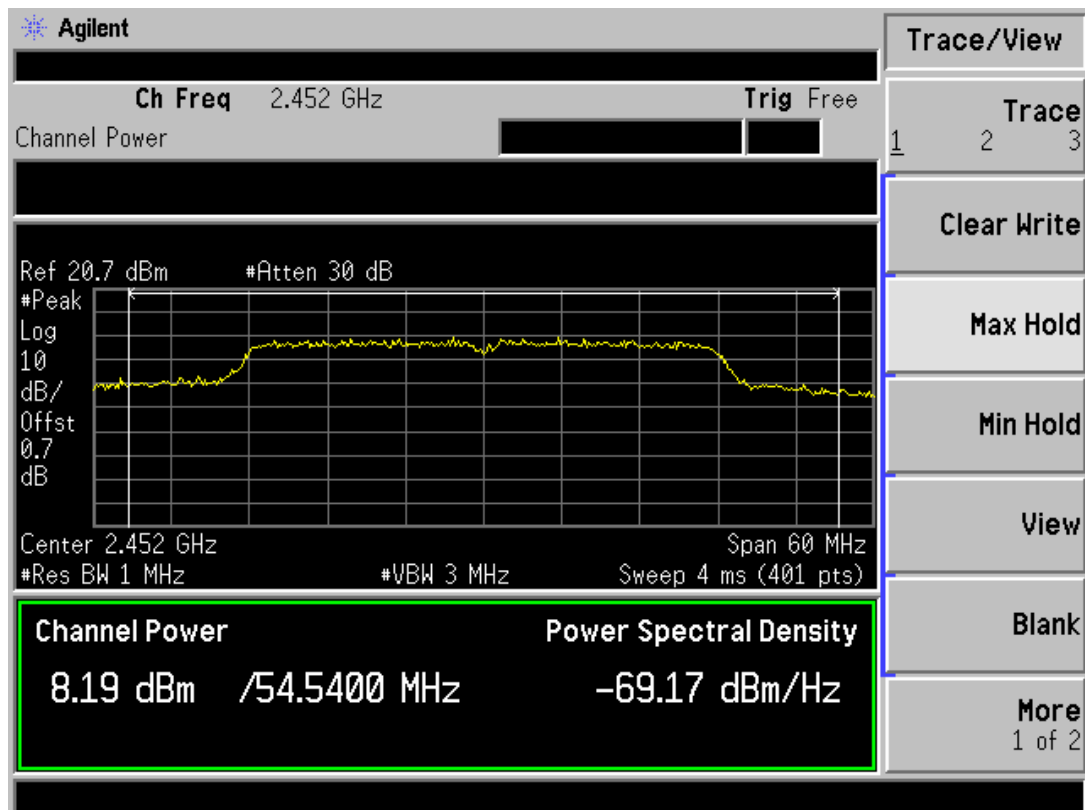 Agilent
Trace/View
Ch Freq 2.452 GHz Trig Free
Channel Power
Trace
1 2 3
Clear Write
Max Hold
Min Hold
View
Blank
More
1 of 2
Ref 20.7 dBm #Atten 30 dB
#Peak
Log
10
dB/
Offst
0.7
dB
Center 2.452 GHz Span 60 MHz
#Res BW 1 MHz #VBW 3 MHz Sweep 4 ms (401 pts)
Channel Power Power Spectral Density
8.19 dBm /54.5400 MHz -69.17 dBm/Hz